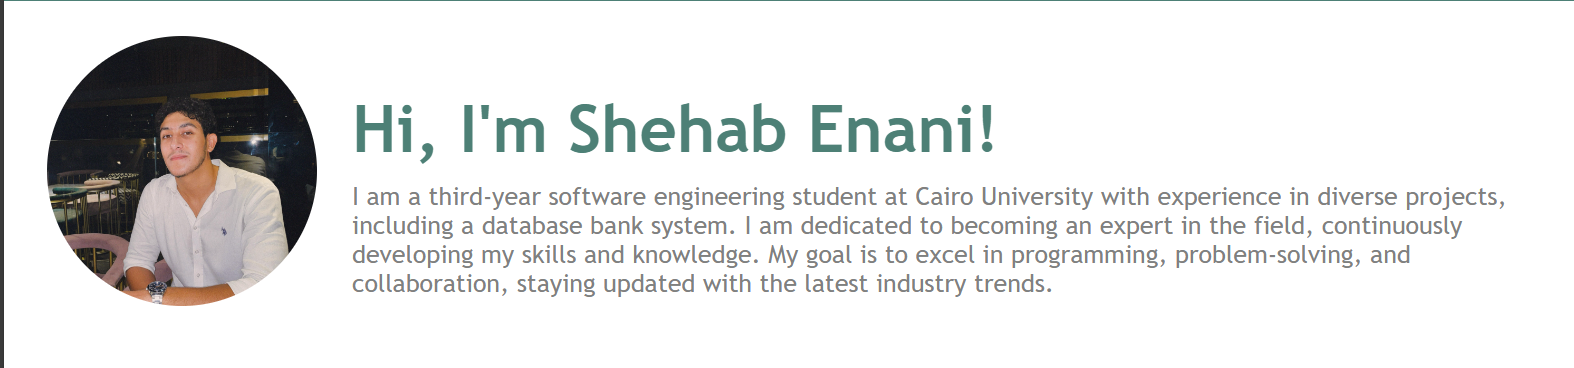 Hi, I'm Shehab Enani!
I am a third-year software engineering student at Cairo University with experience in diverse projects,
including a database bank system. I am dedicated to becoming an expert in the field, continuously
developing my skills and knowledge. My goal is to excel in programming, problem-solving, and
collaboration, staying updated with the latest industry trends.